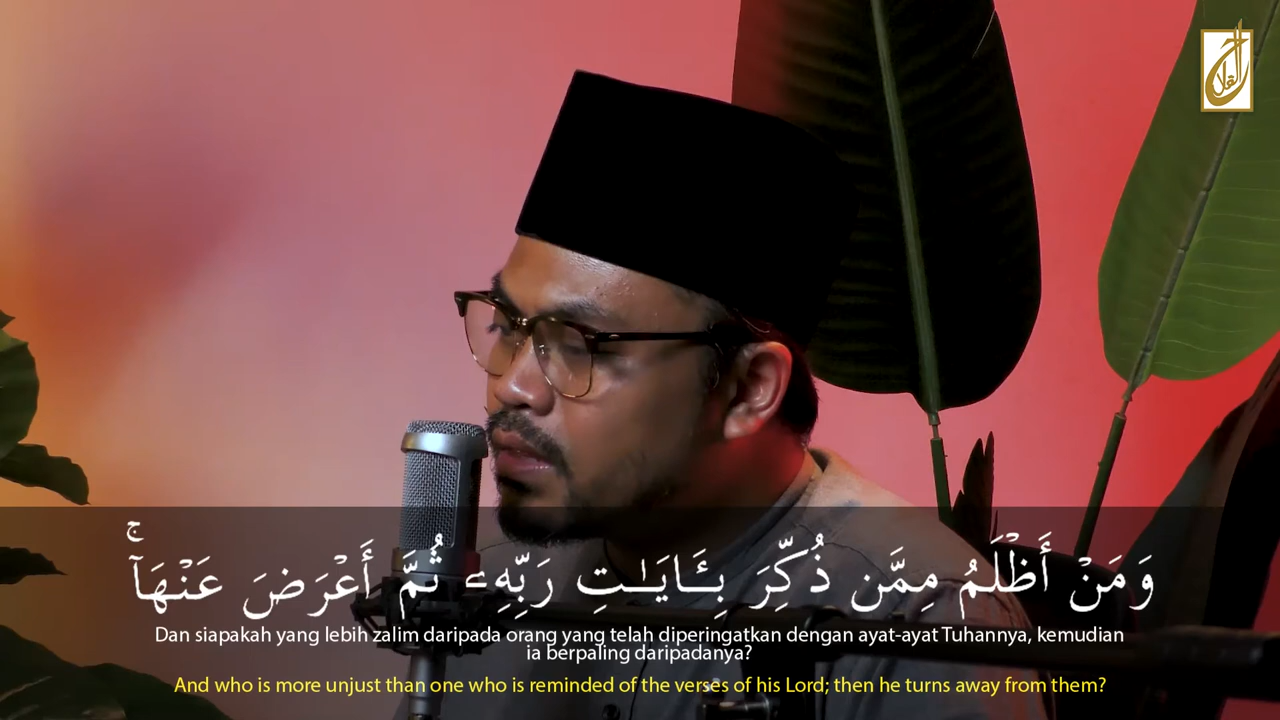 وَمَنْ أَظْلَمُ مِمَّن ذُكِّرَ بِـَٔايَـٰتِ رَبِّهِۦ ثُمَّ أَعْرَضَ عَنْهَآ ۚ
Dan siapakah yang lebih zalim daripada orang yang telah diperingatkan dengan ayat-ayat Tuhannya, kemudian
ia berpaling daripadanya?
And who is more unjust than one who is reminded of the verses of his Lord; then he turns away from them?